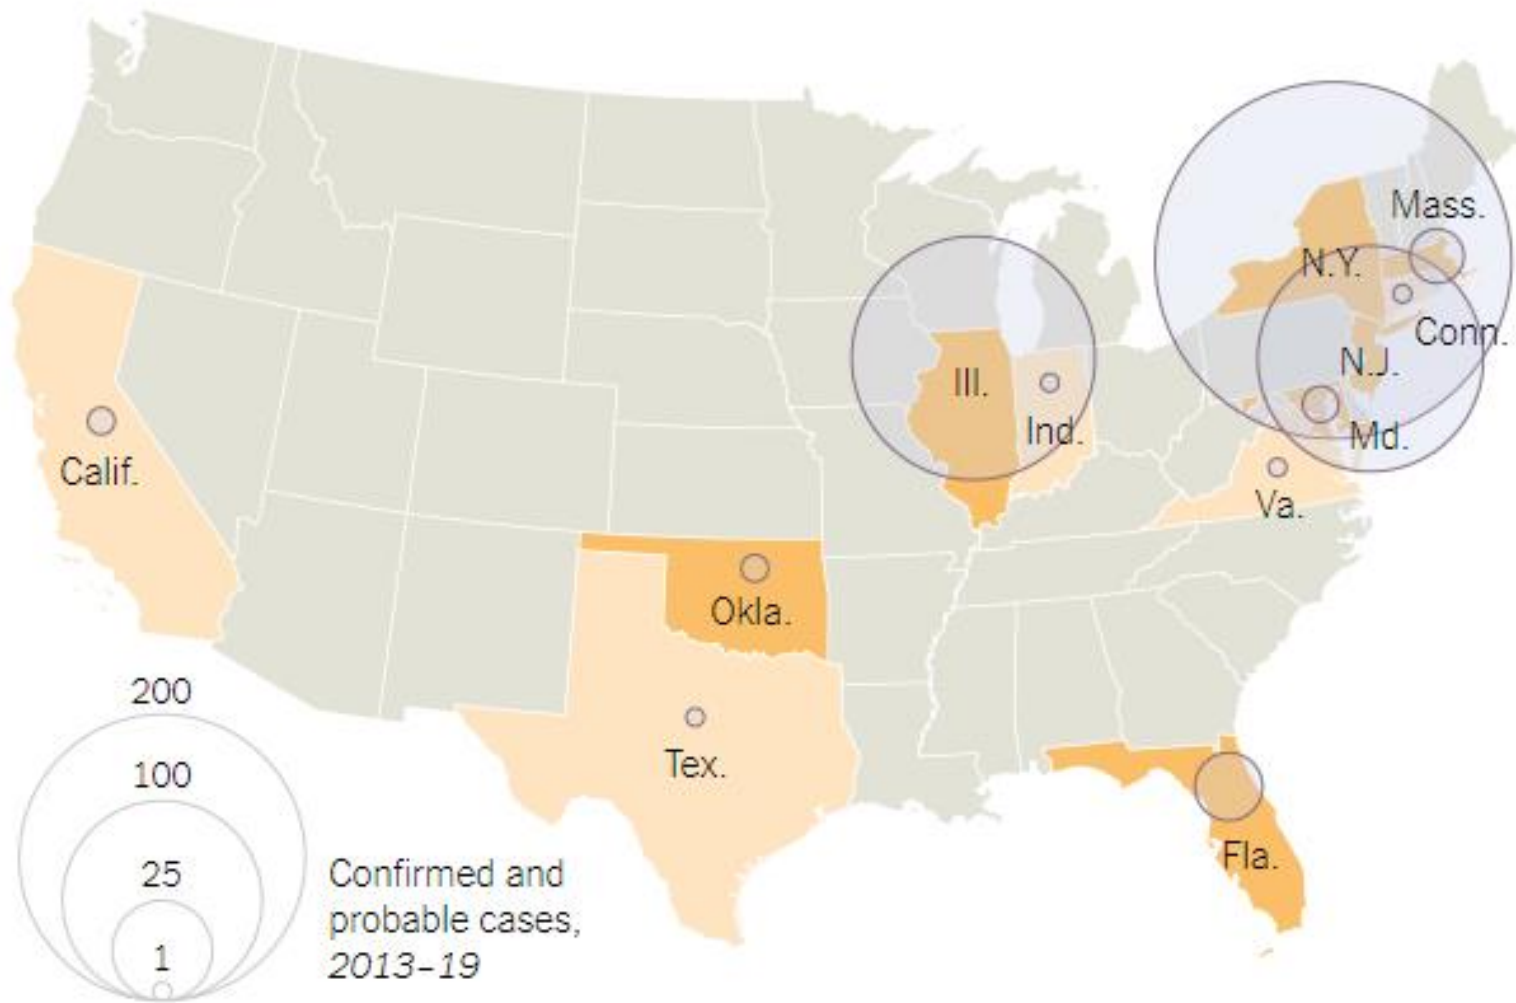 Mass.
N.Y.
Conn.
N.J.
Ill.
Ind.
Md.
Calif.
Va.
Okla.
Tex.
Fla.
200
100
25
1
Confirmed and
probable cases,
2013–19